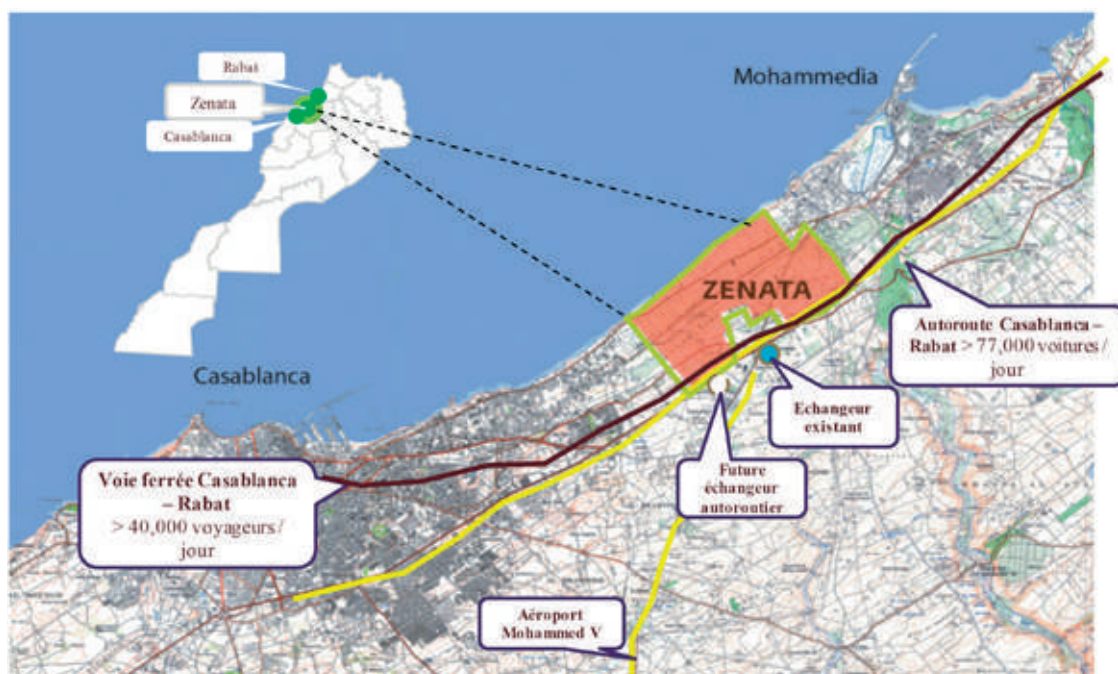 Rabat
Zenata
Casablanca
Mohammedia
ZENATA
Casablanca
Autoroute Casablanca –
Rabat > 77,000 voitures /
jour
Echangeur
existant
Future
échangeur
autoroutier
Voie ferrée Casablanca
– Rabat
> 40,000 voyageurs /
jour
Aéroport
Mohammed V